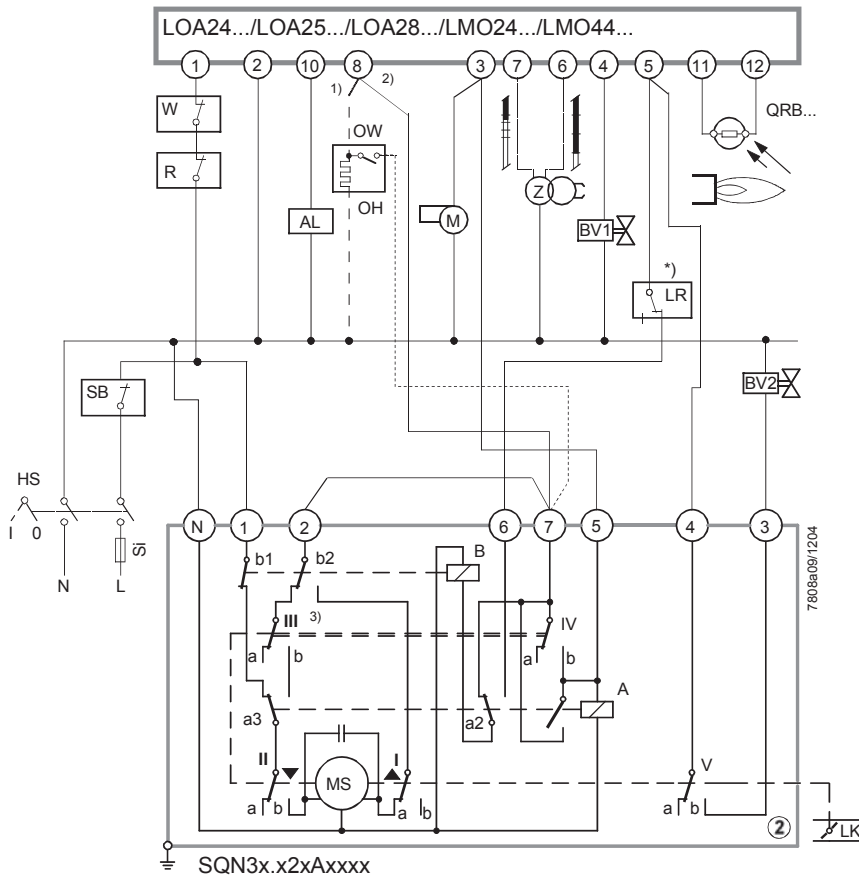 LOA24.../LOA25.../LOA28.../LMO24.../LMO44...
1 2 10 8 3 7 6 4 5 11 12
1) 2)
W
QRB...
OW
R
Z
OH
AL
M
BV1
*)
LR
SB
BV2
HS
I 0
Si
N L
N 1 2 6 7 5 4 3
7808a09/1204
b1 b2 B
III 3) IV
a b a b
A
a3 a2
II I V
MS
a b a b a b
2
LK
SQN3x.x2xAxxxx